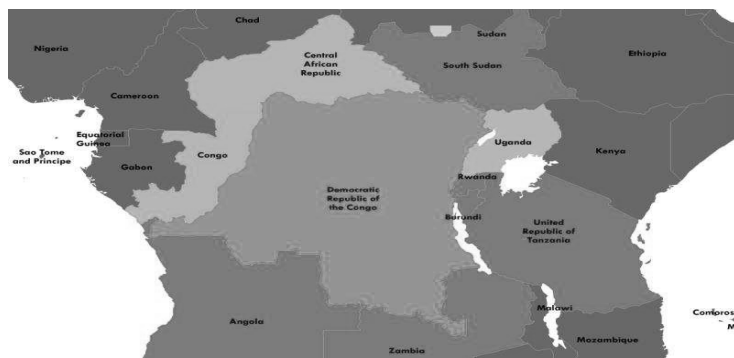 Chad
Nigeria
Sudan
Ethiopia
Central
African
Republic
South Sudan
Cameroon
Equatorial
Guinea
Sao Tome
and Principe
Uganda
Congo
Kenya
Gabon
Rwanda
Democratic
Republic of
the Congo
Burundi
United
Republic of
Tanzania
Malawi
Comoros
M
Angola
Mozambique
Zambia